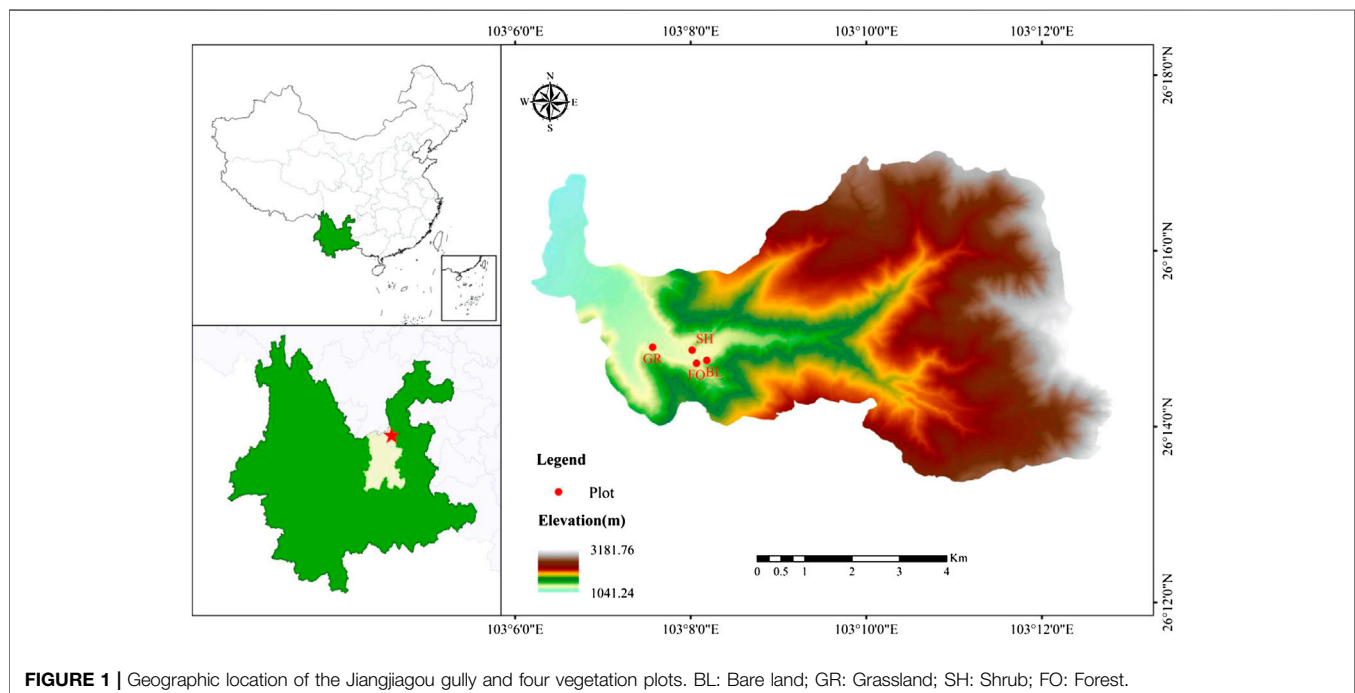 103°6'0"E 103°8'0"E 103°10'0"E 103°12'0"E
N
W E
S
26°18'0"N
26°16'0"N
26°14'0"N
26°12'0"N
SH
GR
FO
BL
Legend
Plot
Elevation(m)
3181.76
1041.24
Km
0 0.5 1 2 3 4
103°6'0"E 103°8'0"E 103°10'0"E 103°12'0"E
FIGURE 1 | Geographic location of the Jiangjiagou gully and four vegetation plots. BL: Bare land; GR: Grassland; SH: Shrub; FO: Forest.